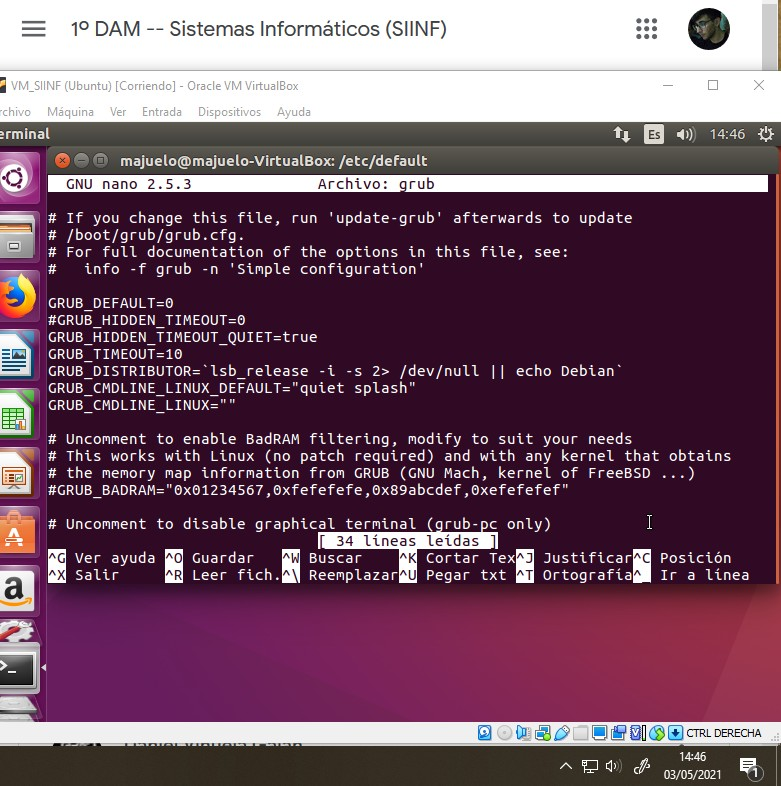 1º DAM -- Sistemas Informáticos (SIINF)
VM_SIINF (Ubuntu) [Corriendo] - Oracle VM VirtualBox
rchivo Máquina Ver Entrada Dispositivos Ayuda
erminal Es 14:46
majuelo@majuelo-VirtualBox: /etc/default
GNU nano 2.5.3 Archivo: grub
# If you change this file, run 'update-grub' afterwards to update
# /boot/grub/grub.cfg.
# For full documentation of the options in this file, see:
#   info -f grub -n 'Simple configuration'
GRUB_DEFAULT=0
#GRUB_HIDDEN_TIMEOUT=0
GRUB_HIDDEN_TIMEOUT_QUIET=true
GRUB_TIMEOUT=10
GRUB_DISTRIBUTOR=`lsb_release -i -s 2> /dev/null || echo Debian`
GRUB_CMDLINE_LINUX_DEFAULT="quiet splash"
GRUB_CMDLINE_LINUX=""
# Uncomment to enable BadRAM filtering, modify to suit your needs
# This works with Linux (no patch required) and with any kernel that obtains
# the memory map information from GRUB (GNU Mach, kernel of FreeBSD ...)
#GRUB_BADRAM="0x01234567,0xfefefefe,0x89abcdef,0xefefefef"
# Uncomment to disable graphical terminal (grub-pc only)
[ 34 líneas leídas ]
^G Ver ayuda ^O Guardar ^W Buscar ^K Cortar Tex^J Justificar^C Posición
^X Salir ^R Leer fich.^\ Reemplazar^U Pegar txt ^T Ortografía^_ Ir a línea
CTRL DERECHA
14:46
03/05/2021
1